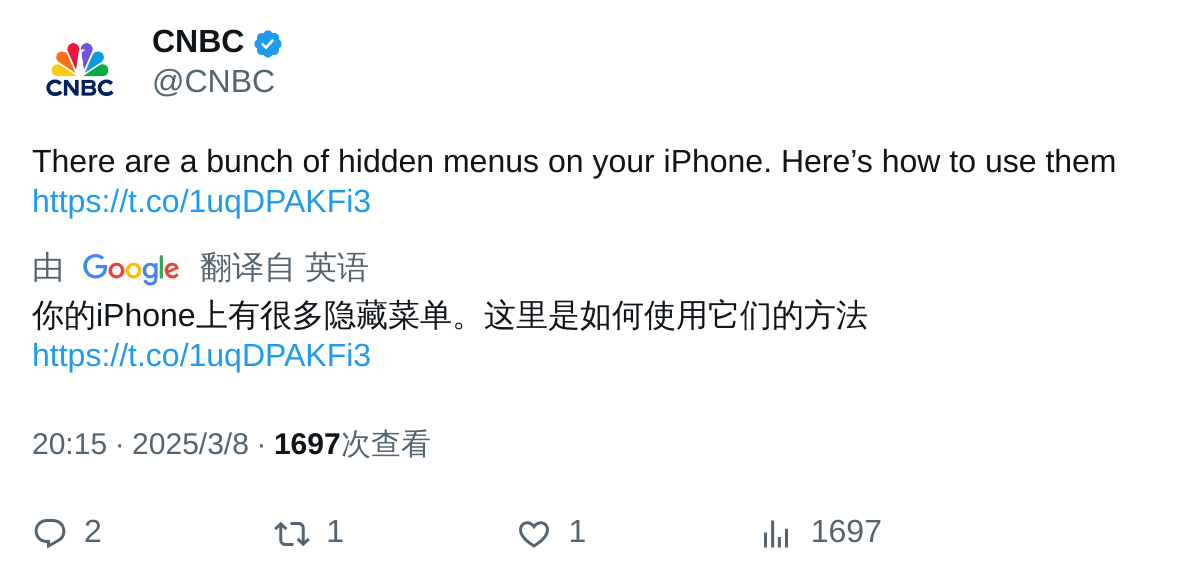 CNBC
@CNBC
CNBC
There are a bunch of hidden menus on your iPhone. Here’s how to use them
https://t.co/1uqDPAKFi3
由 Google 翻译自 英语
你的iPhone上有很多隐藏菜单。这里是如何使用它们的方法
https://t.co/1uqDPAKFi3
20:15 · 2025/3/8 · 1697次查看
2 1 1 1697